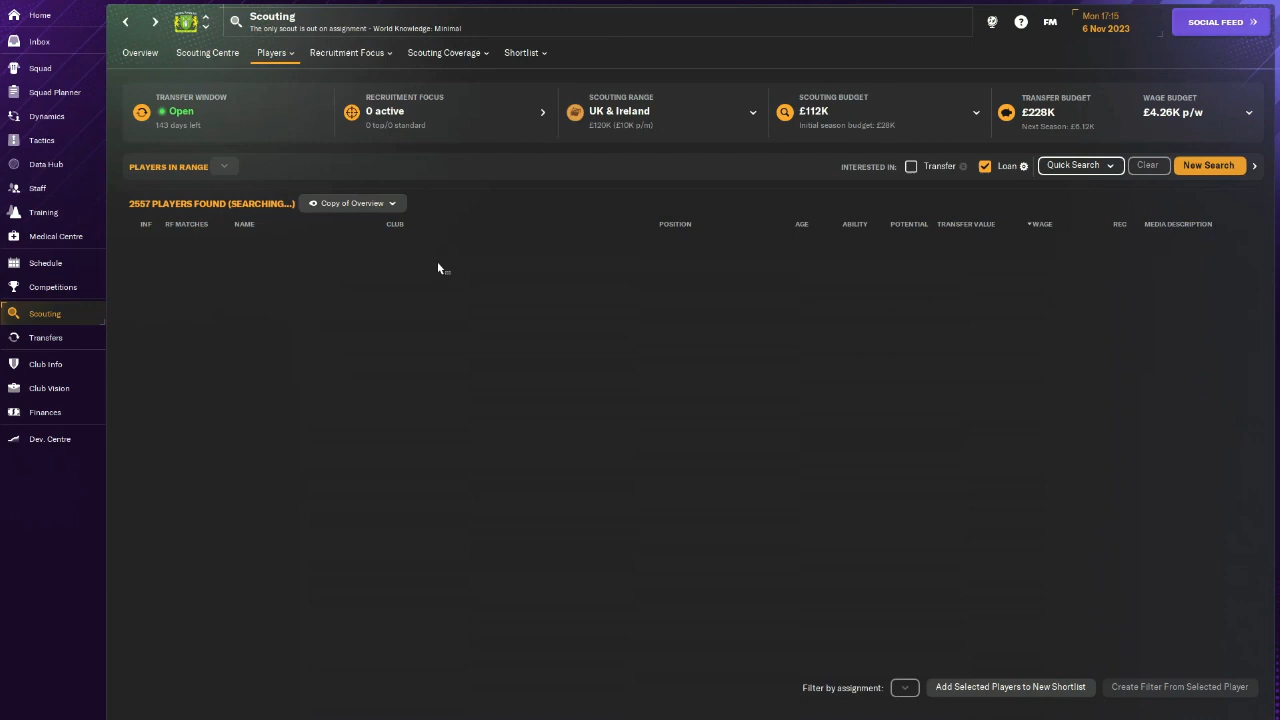 Home
Inbox
Squad
Squad Planner
Dynamics
Tactics
Data Hub
Staff
Training
Medical Centre
Schedule
Competitions
Scouting
Transfers
Club Info
Club Vision
Finances
Dev. Centre
Scouting
The only scout is out on assignment - World Knowledge: Minimal
FM
Mon 17:15
6 Nov 2023
SOCIAL FEED
Overview Scouting Centre Players Recruitment Focus Scouting Coverage Shortlist
TRANSFER WINDOW
Open
143 days left
RECRUITMENT FOCUS
0 active
0 top/0 standard
SCOUTING RANGE
UK & Ireland
£120K (£10K p/m)
SCOUTING BUDGET
£112K
Initial season budget: £28K
TRANSFER BUDGET
£228K
Next Season: £6.12K
WAGE BUDGET
£4.26K p/w
PLAYERS IN RANGE
INTERESTED IN: Transfer Loan Quick Search Clear New Search
2557 PLAYERS FOUND (SEARCHING...) Copy of Overview
INF RF MATCHES NAME CLUB POSITION AGE ABILITY POTENTIAL TRANSFER VALUE WAGE REC MEDIA DESCRIPTION
Filter by assignment: Add Selected Players to New Shortlist Create Filter From Selected Player